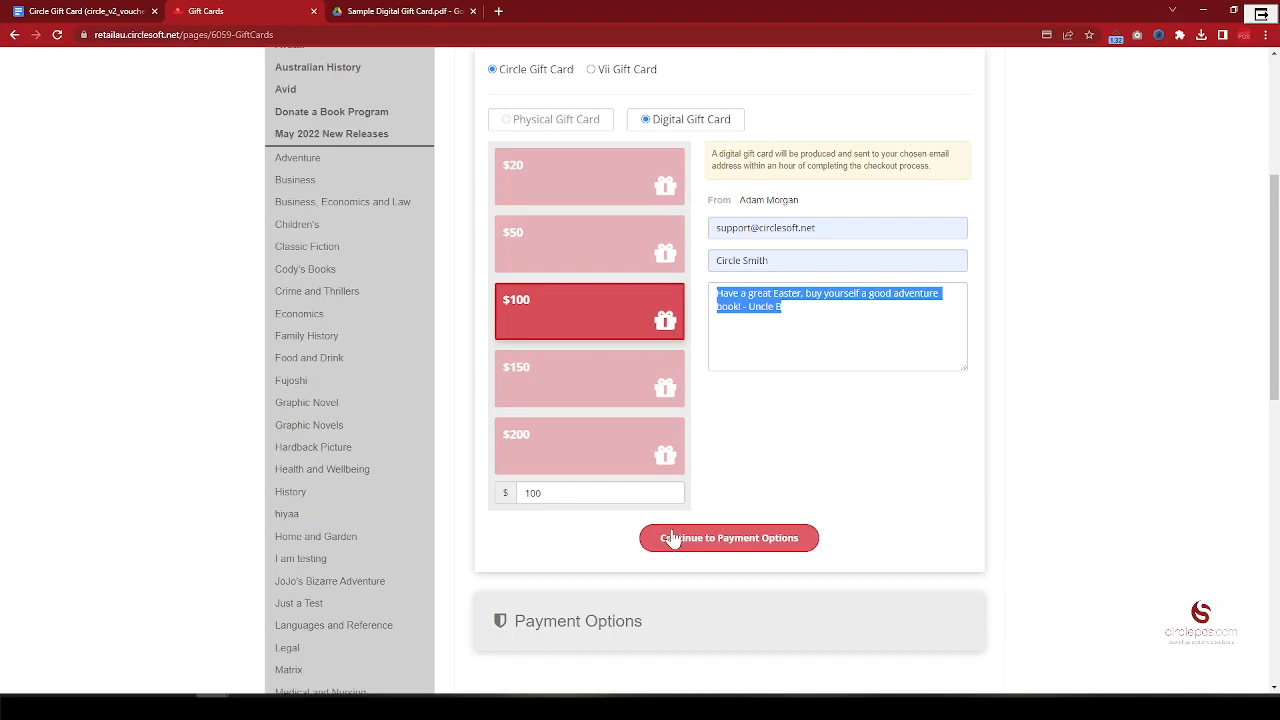 Circle Gift Card (circle_v2_vouche
Gift Cards
Sample Digital Gift Card.pdf - Go
retailau.circlesoft.net/pages/6059-GiftCards
1.32
POS
Australian History
Avid
Donate a Book Program
May 2022 New Releases
Adventure
Business
Business, Economics and Law
Children's
Classic Fiction
Cody's Books
Crime and Thrillers
Economics
Family History
Food and Drink
Fujoshi
Graphic Novel
Graphic Novels
Hardback Picture
Health and Wellbeing
History
hiyaa
Home and Garden
I am testing
JoJo's Bizarre Adventure
Just a Test
Languages and Reference
Legal
Matrix
Medical and Nursing
Circle Gift Card
Vii Gift Card
Physical Gift Card
Digital Gift Card
$20
$50
$100
$150
$200
$ 100
A digital gift card will be produced and sent to your chosen email
address within an hour of completing the checkout process.
From Adam Morgan
support@circlesoft.net
Circle Smith
Have a great Easter, buy yourself a good adventure
book! - Uncle B
Continue to Payment Options
Payment Options
circlepos.com